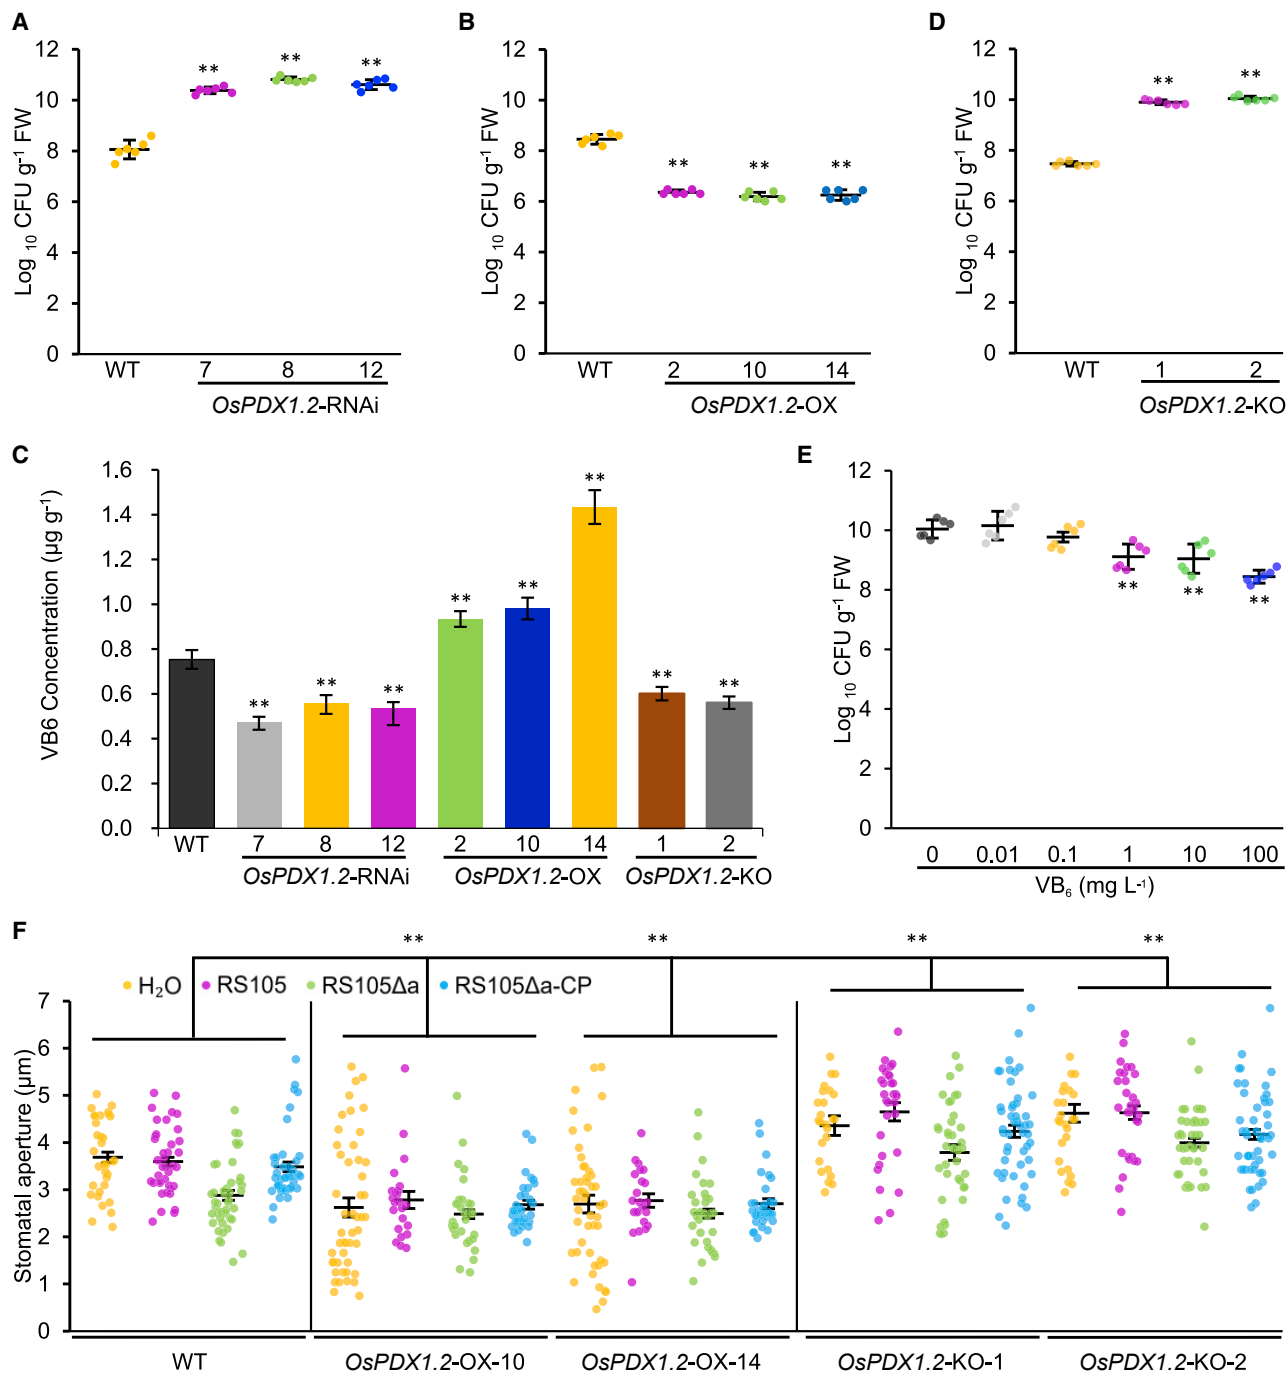 A
Log 10 CFU g-1 FW
12
10
8
6
4
2
0
**
**
**
WT
7
8
12
OsPDX1.2-RNAi
B
Log 10 CFU g-1 FW
12
10
8
6
4
2
0
**
**
**
WT
2
10
14
OsPDX1.2-OX
D
Log 10 CFU g-1 FW
12
10
8
6
4
2
0
**
**
WT
1
2
OsPDX1.2-KO
C
VB6 Concentration (µg g-1)
1.6
1.4
1.2
1.0
0.8
0.6
0.4
0.2
0.0
**
**
**
**
**
**
**
**
WT
7
8
12
2
10
14
1
2
OsPDX1.2-RNAi
OsPDX1.2-OX
OsPDX1.2-KO
E
Log 10 CFU g-1 FW
12
10
8
6
4
2
0
**
**
**
0
0.01
0.1
1
10
100
VB6 (mg L-1)
F
**
**
**
**
H2O
RS105
RS105Δa
RS105Δa-CP
Stomatal aperture (µm)
7
6
5
4
3
2
1
0
WT
OsPDX1.2-OX-10
OsPDX1.2-OX-14
OsPDX1.2-KO-1
OsPDX1.2-KO-2